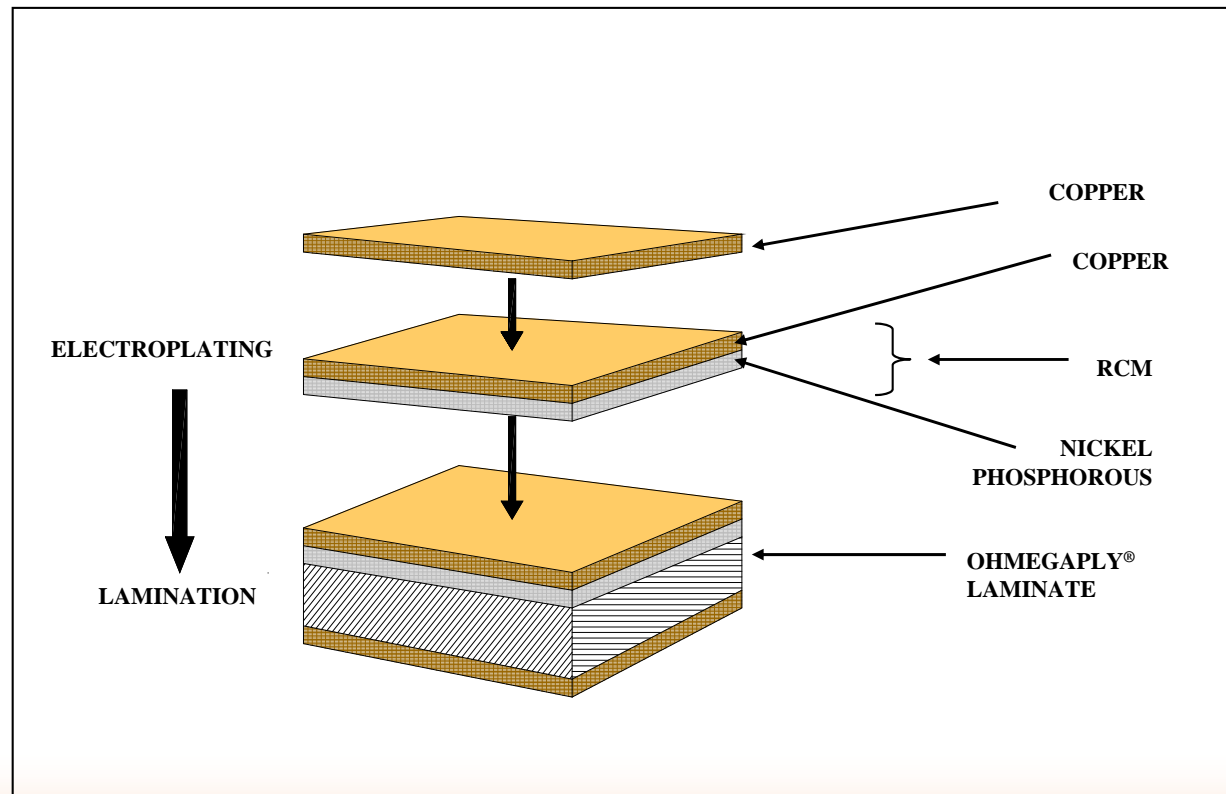 COPPER
COPPER
ELECTROPLATING
RCM
NICKEL
PHOSPHOROUS
OHMEGAPLY®
LAMINATE
LAMINATION